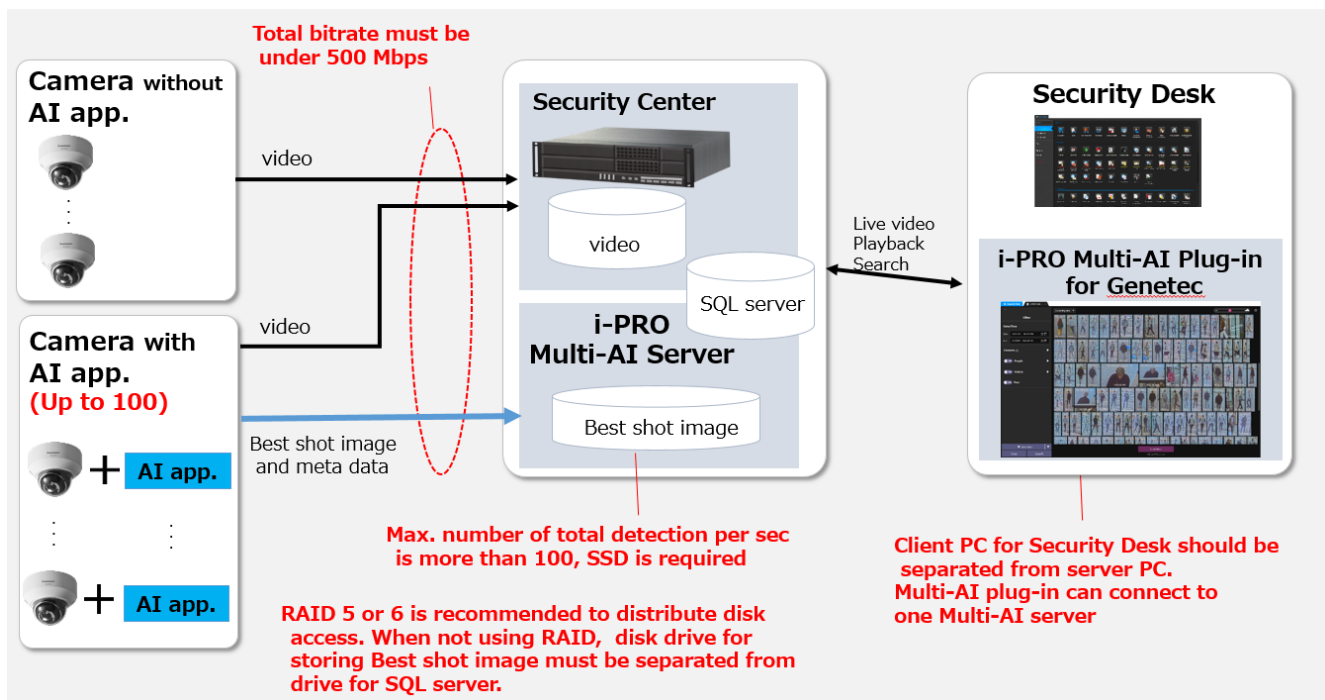 Total bitrate must be
under 500 Mbps
Camera without
AI app.
video
Security Center
video
SQL server
Security Desk
Live video
Playback
Search
i-PRO Multi-AI Plug-in
for Genetec
Camera with
AI app.
(Up to 100)
video
i-PRO
Multi-AI Server
Best shot image
Best shot image
and meta data
+ AI app.
+ AI app.
Max. number of total detection per sec
is more than 100, SSD is required
RAID 5 or 6 is recommended to distribute disk
access. When not using RAID, disk drive for
storing Best shot image must be separated from
drive for SQL server.
Client PC for Security Desk should be
separated from server PC.
Multi-AI plug-in can connect to
one Multi-AI server